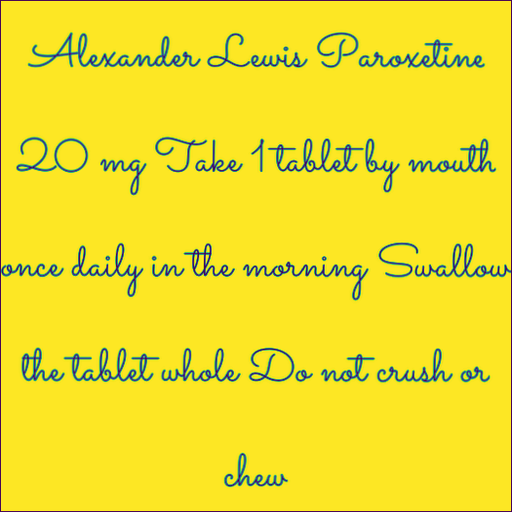 Alexander Lewis Paroxetine
20 mg Take 1 tablet by mouth
once daily in the morning Swallow
the tablet whole Do not crush or
chew